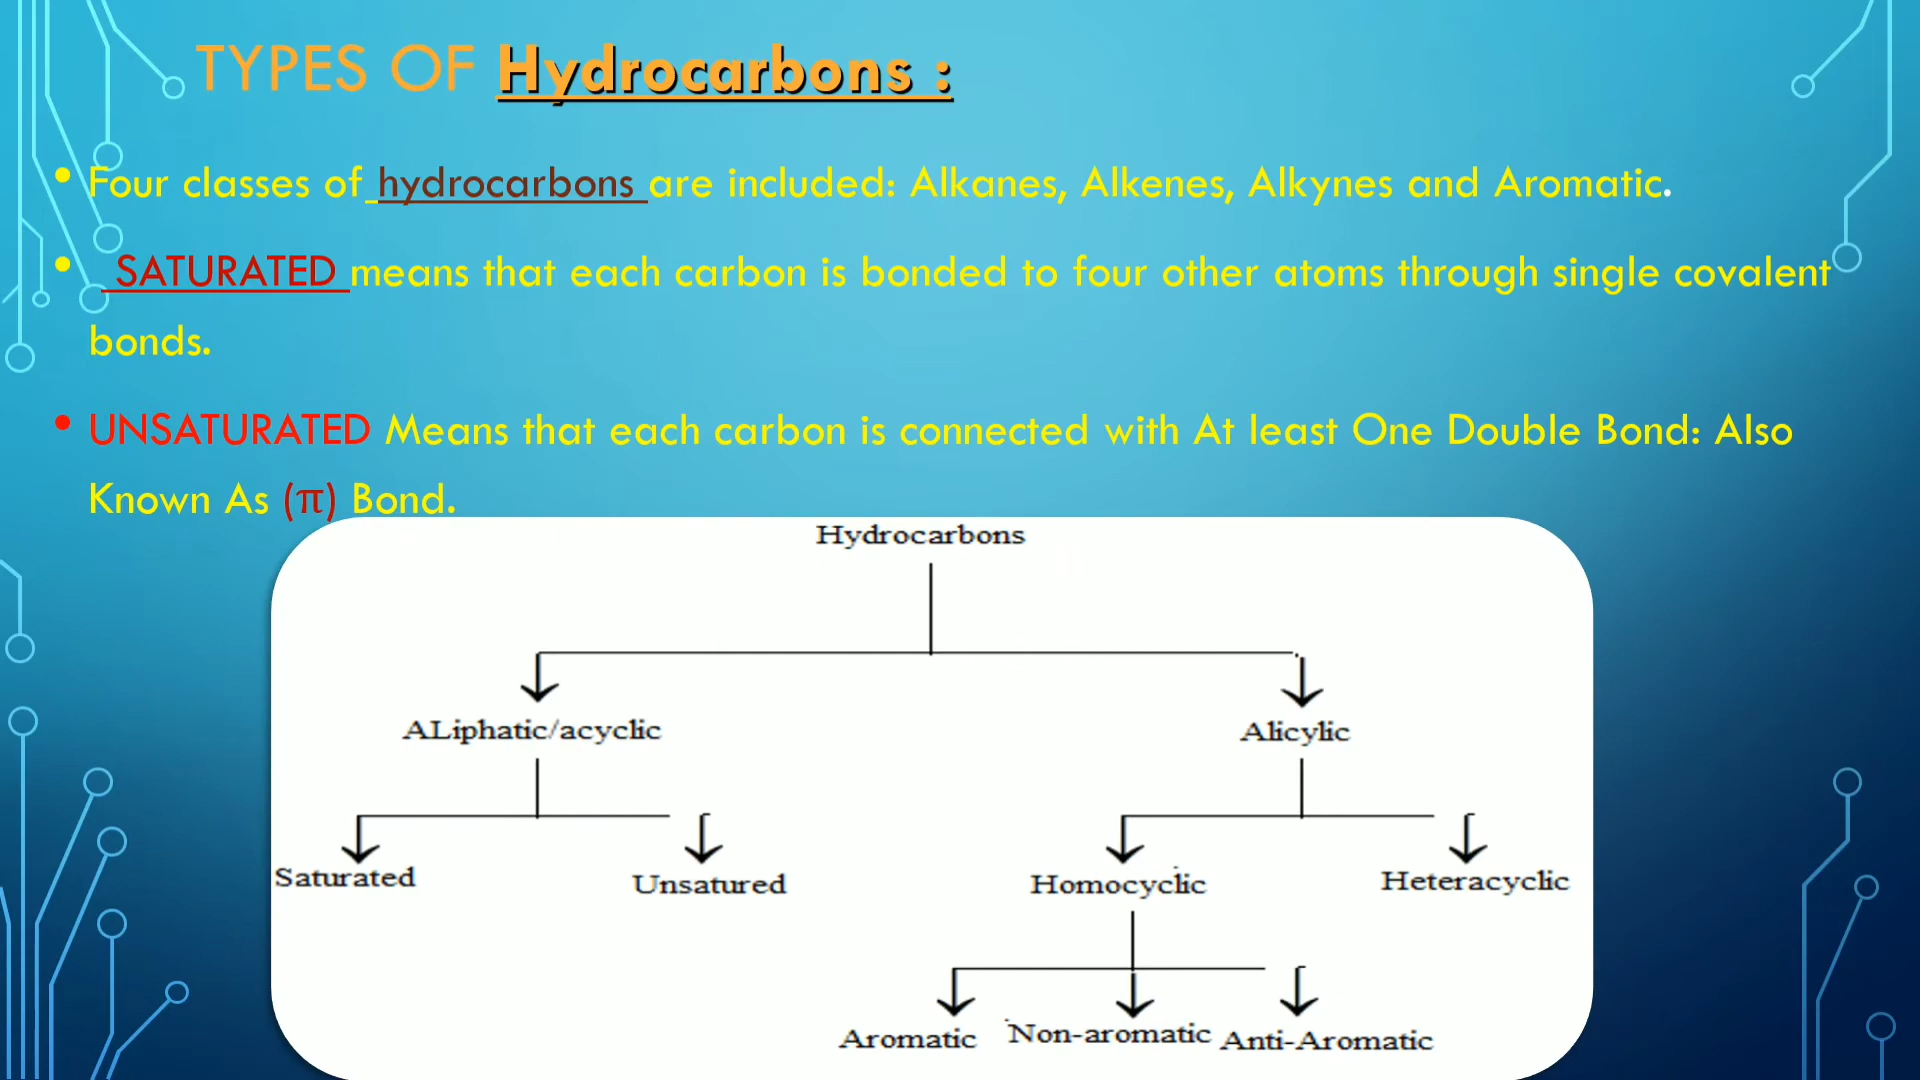 TYPES OF Hydrocarbons :
• Four classes of hydrocarbons are included: Alkanes, Alkenes, Alkynes and Aromatic.
• SATURATED means that each carbon is bonded to four other atoms through single covalent
bonds.
• UNSATURATED Means that each carbon is connected with At least One Double Bond: Also
Known As (π) Bond.
Hydrocarbons
ALiphatic/acyclic
Alicylic
Saturated
Unsatured
Homocyclic
Heteracyclic
Aromatic
Non-aromatic
Anti-Aromatic